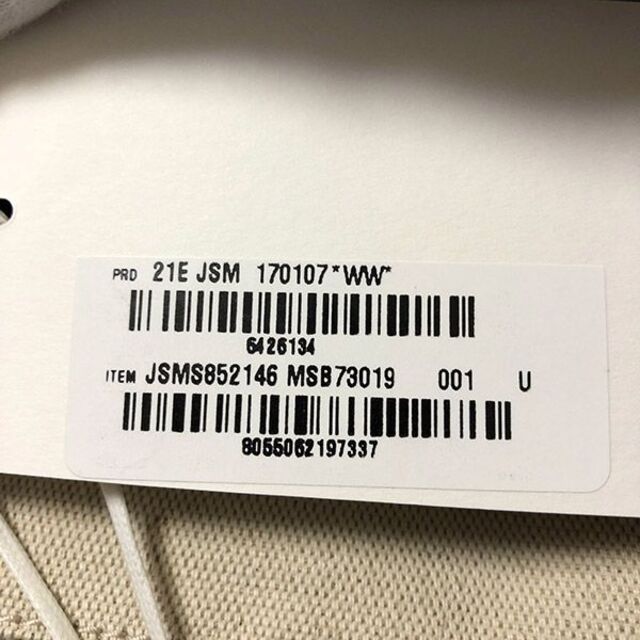 PRD 21E JSM 170107*WW*
6426134
ITEM JSMS852146 MSB73019 001 U
8055062197337